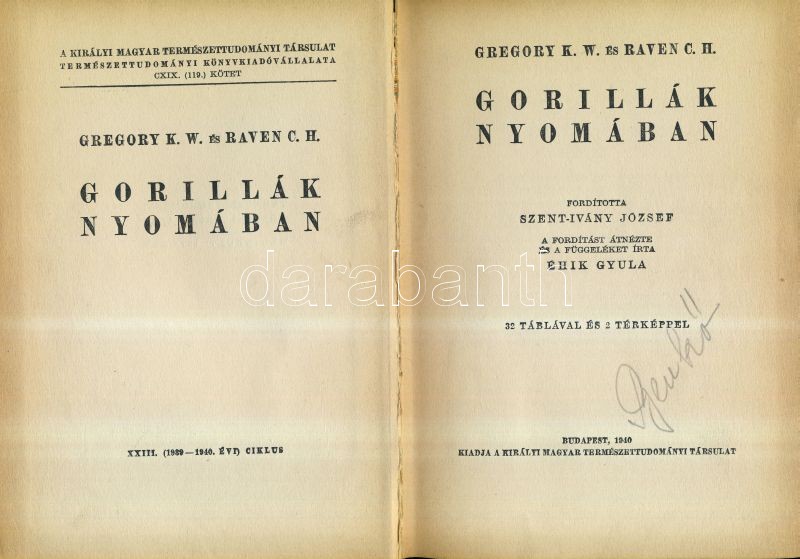 A KIRÁLYI MAGYAR TERMÉSZETTUDOMÁNYI TÁRSULAT
TERMÉSZETTUDOMÁNYI KÖNYVKIADÓVÁLLALATA
CXIX. (119.) KÖTET
GREGORY K. W. ÉS RAVEN C. H.
GORILLÁK
NYOMÁBAN
XXIII. (1939—1940. ÉVI) CIKLUS
GREGORY K. W. ÉS RAVEN C. H.
GORILLÁK
NYOMÁBAN
FORDÍTOTTA
SZENT-IVÁNY JÓZSEF
A FORDÍTÁST ÁTNÉZTE
ÉS A FÜGGELÉKET ÍRTA
ÉHIK GYULA
32 TÁBLÁVAL ÉS 2 TÉRKÉPPEL
BUDAPEST, 1940
KIADJA A KIRÁLYI MAGYAR TERMÉSZETTUDOMÁNYI TÁRSULAT
darabanth